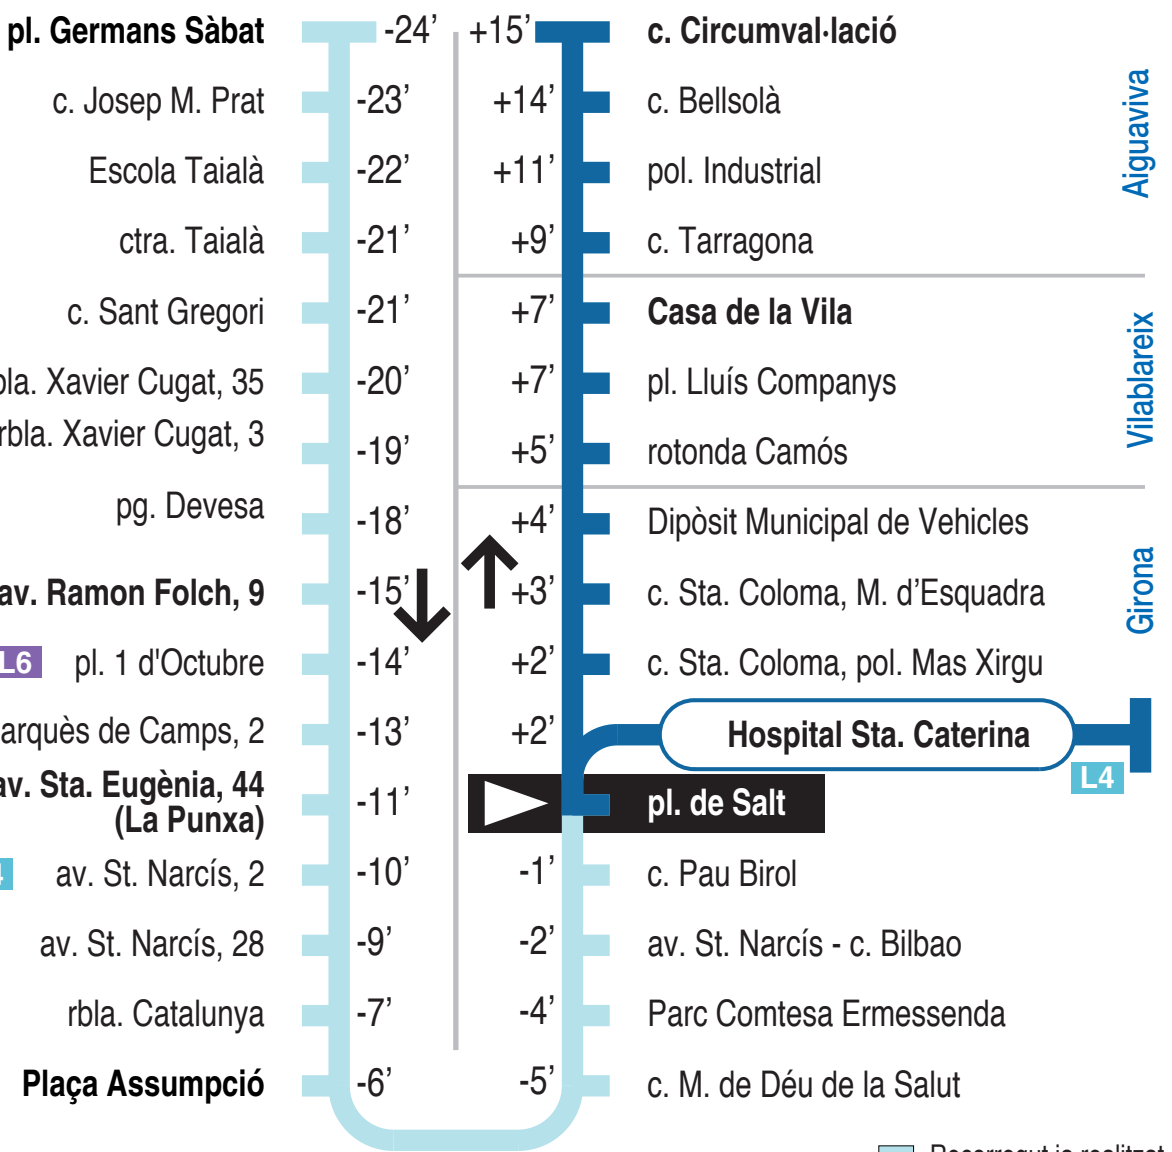 pl. Germans Sàbat -24’
c. Josep M. Prat -23’
Escola Taialà -22’
ctra. Taialà -21’
c. Sant Gregori -21’
Xavier Cugat, 35 -20’
rbla. Xavier Cugat, 3 -19’
pg. Devesa -18’
av. Ramon Folch, 9 -15’
L6 pl. 1 d'Octubre -14’
de Camps, 2 -13’
av. Sta. Eugènia, 44
(La Punxa) -11’
av. St. Narcís, 2 -10’
av. St. Narcís, 28 -9’
rbla. Catalunya -7’
Plaça Assumpció -6’
+15’ c. Circumval·lació
+14’ c. Bellsolà
+11’ pol. Industrial
+9’ c. Tarragona
Aiguaviva
+7’ Casa de la Vila
+7’ pl. Lluís Companys
+5’ rotonda Camós
Vilablareix
+4’ Dipòsit Municipal de Vehicles
+3’ c. Sta. Coloma, M. d’Esquadra
+2’ c. Sta. Coloma, pol. Mas Xirgu
Girona
+2’ Hospital Sta. Caterina
L4
pl. de Salt
-1’ c. Pau Birol
-2’ av. St. Narcís - c. Bilbao
-4’ Parc Comtesa Ermessenda
-5’ c. M. de Déu de la Salut